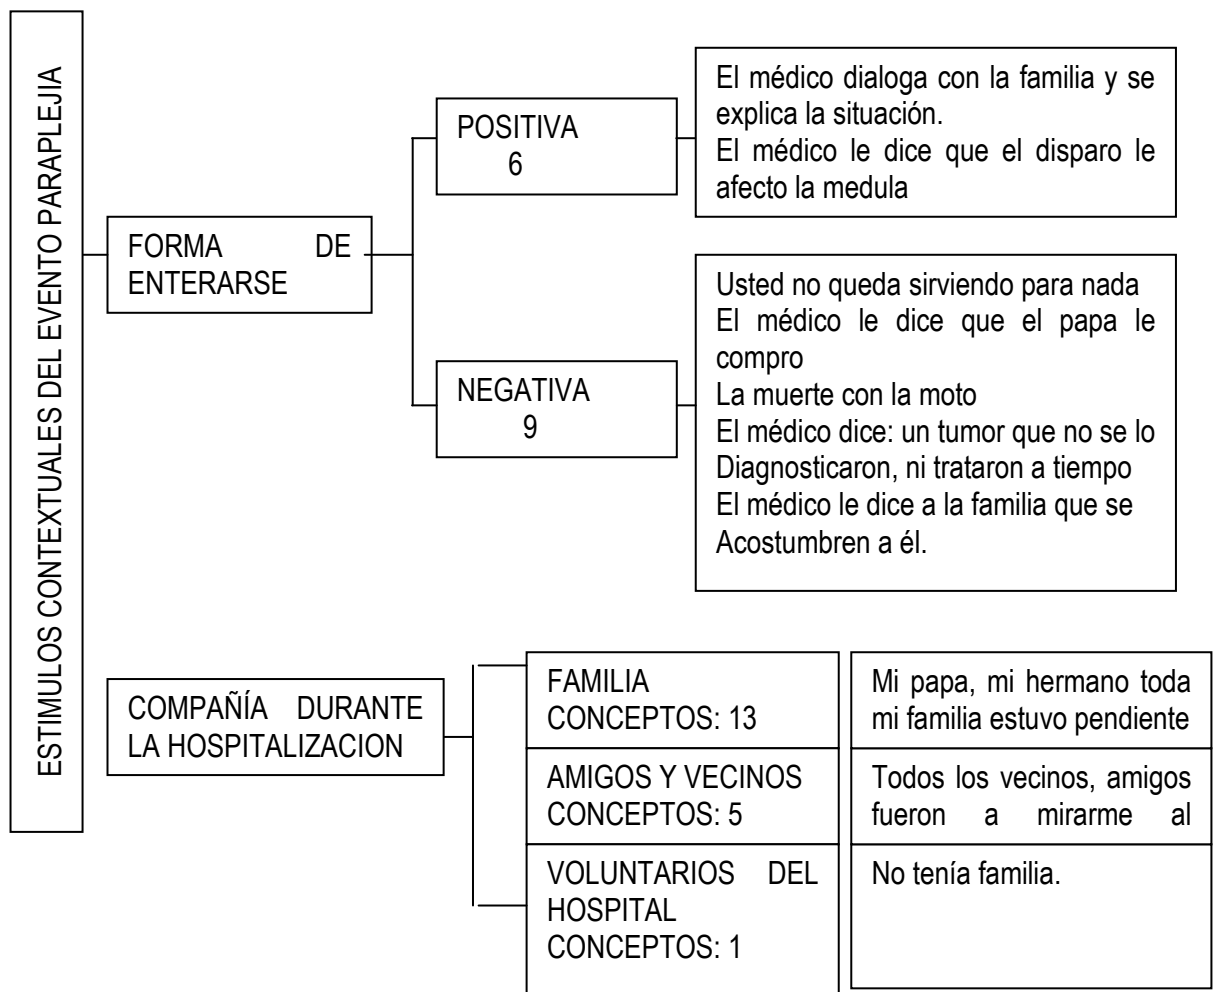 ESTIMULOS CONTEXTUALES DEL EVENTO PARAPLEJIA
FORMA DE
ENTERARSE
POSITIVA
6
El médico dialoga con la familia y se
explica la situación.
El médico le dice que el disparo le
afecto la medula
NEGATIVA
9
Usted no queda sirviendo para nada
El médico le dice que el papa le
compro
La muerte con la moto
El médico dice: un tumor que no se lo
Diagnosticaron, ni trataron a tiempo
El médico le dice a la familia que se
Acostumbren a él.
COMPAÑÍA DURANTE
LA HOSPITALIZACION
FAMILIA
CONCEPTOS: 13
Mi papa, mi hermano toda
mi familia estuvo pendiente
AMIGOS Y VECINOS
CONCEPTOS: 5
Todos los vecinos, amigos
fueron a mirarme al
VOLUNTARIOS DEL
HOSPITAL
CONCEPTOS: 1
No tenía familia.